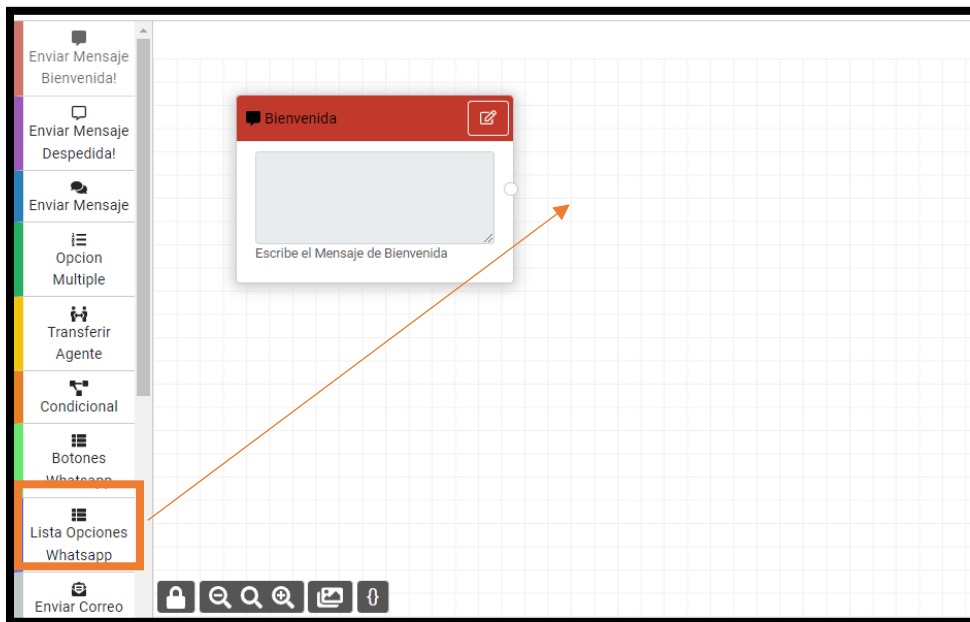 Enviar Mensaje
Bienvenida!
Enviar Mensaje
Despedida!
Enviar Mensaje
Opcion
Multiple
Transferir
Agente
Condicional
Botones
Whatsapp
Lista Opciones
Whatsapp
Enviar Correo
Bienvenida
Escribe el Mensaje de Bienvenida
{}